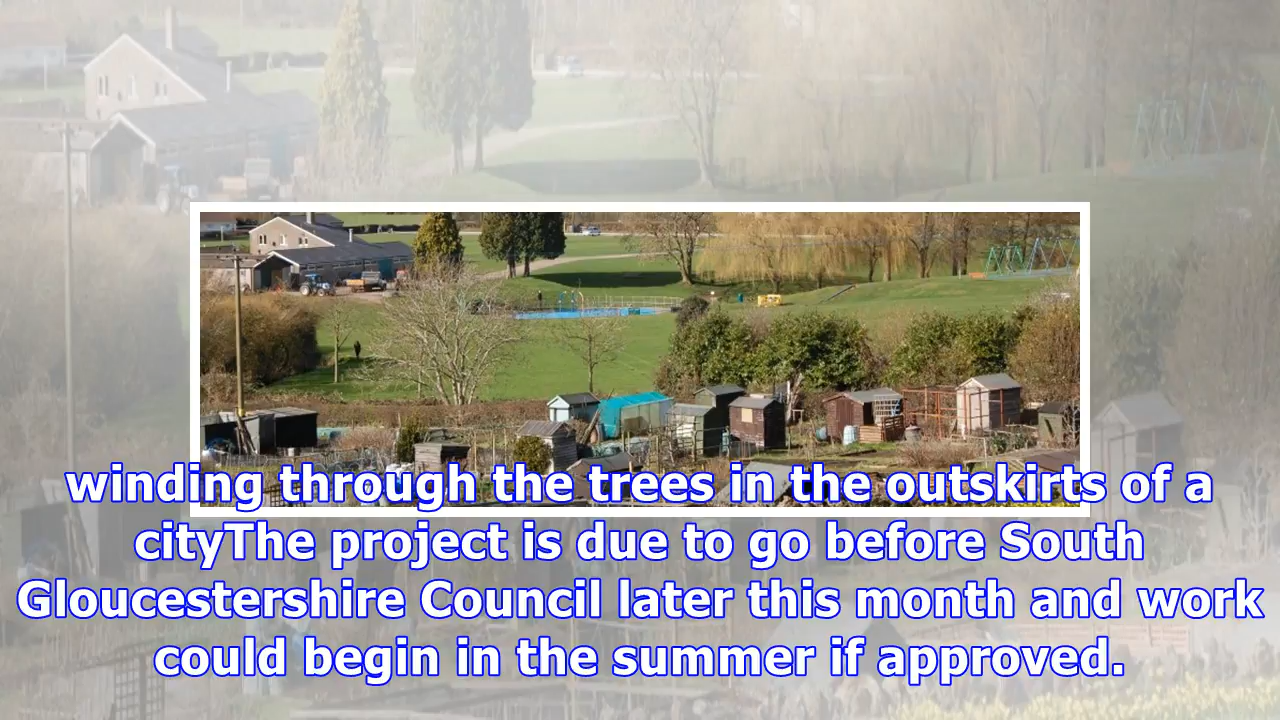 winding through the trees in the outskirts of a
cityThe project is due to go before South
Gloucestershire Council later this month and work
could begin in the summer if approved.